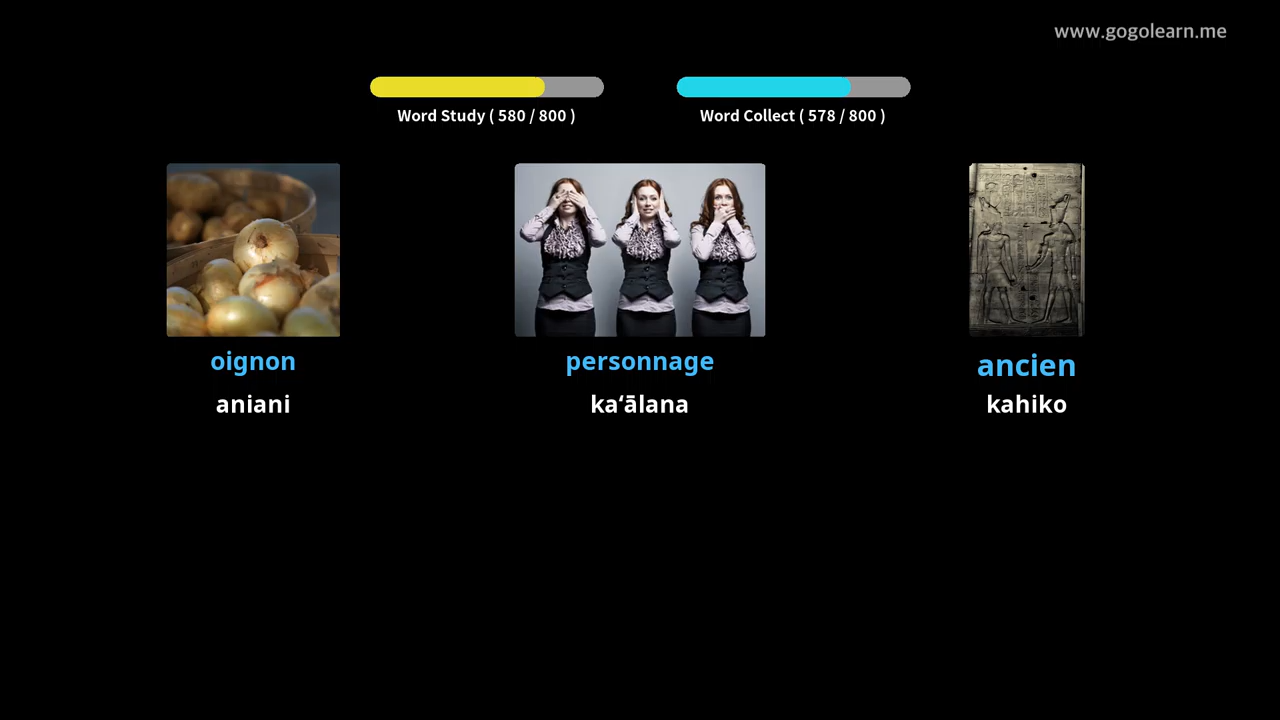 www.gogolearn.me
Word Study ( 580 / 800 )
Word Collect ( 578 / 800 )
oignon
personnage
ancien
aniani
kaʻālana
kahiko